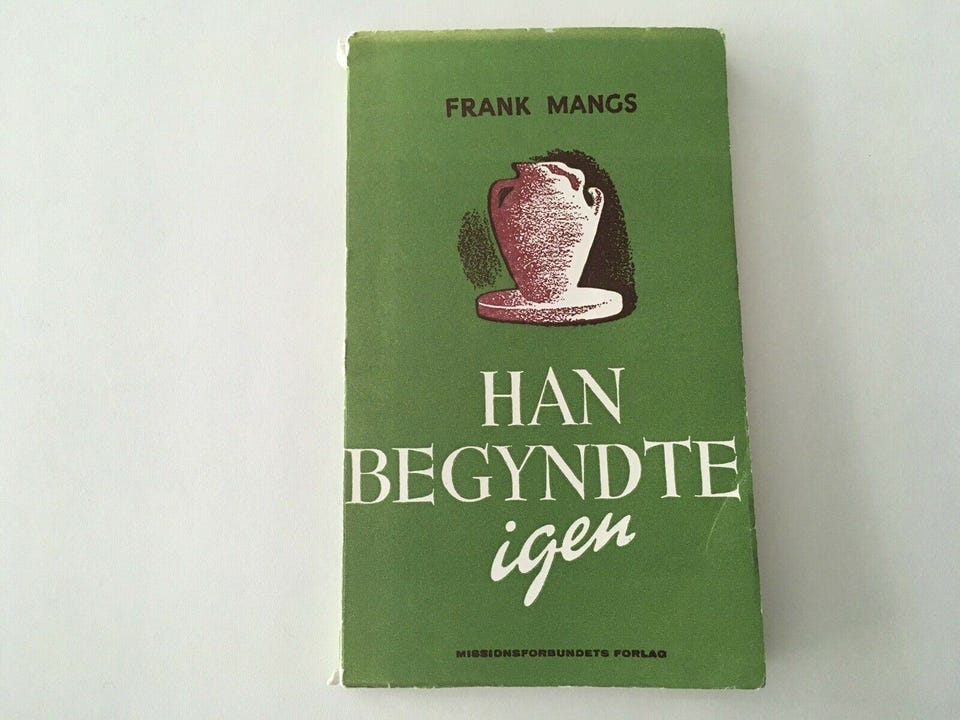 FRANK MANGS
HAN
BEGYNDTE
igen
MISSIONSFORBUNDETS FORLAG